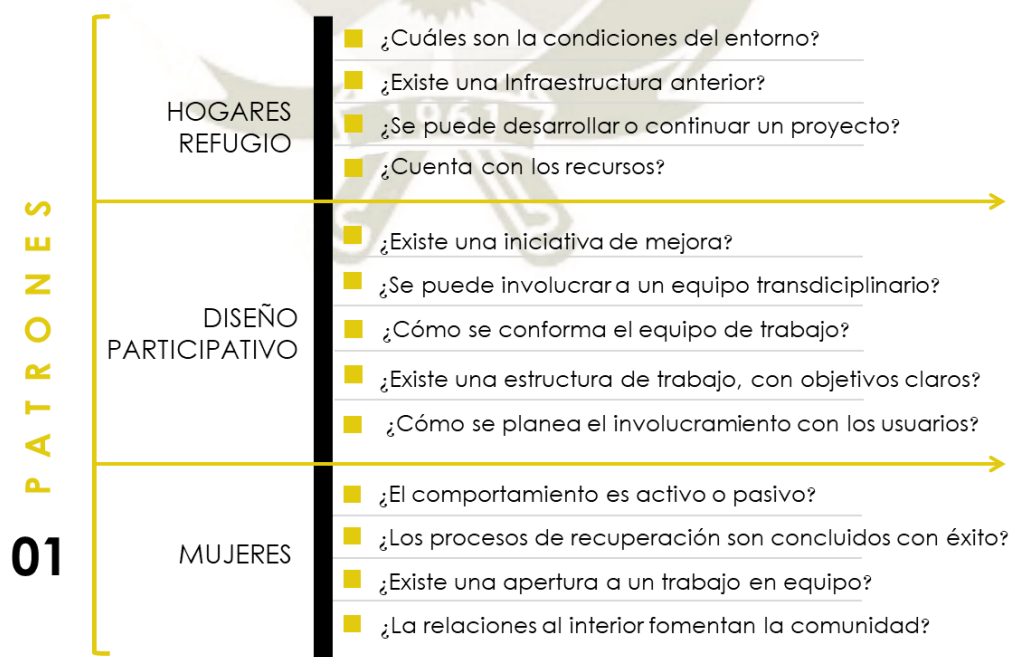 PATRONES
01
HOGARES
REFUGIO
¿Cuáles son la condiciones del entorno?
¿Existe una Infraestructura anterior?
¿Se puede desarrollar o continuar un proyecto?
¿Cuenta con los recursos?
DISEÑO
PARTICIPATIVO
¿Existe una iniciativa de mejora?
¿Se puede involucrar a un equipo transdiciplinario?
¿Cómo se conforma el equipo de trabajo?
¿Existe una estructura de trabajo, con objetivos claros?
¿Cómo se planea el involucramiento con los usuarios?
MUJERES
¿El comportamiento es activo o pasivo?
¿Los procesos de recuperación son concluidos con éxito?
¿Existe una apertura a un trabajo en equipo?
¿La relaciones al interior fomentan la comunidad?
1961